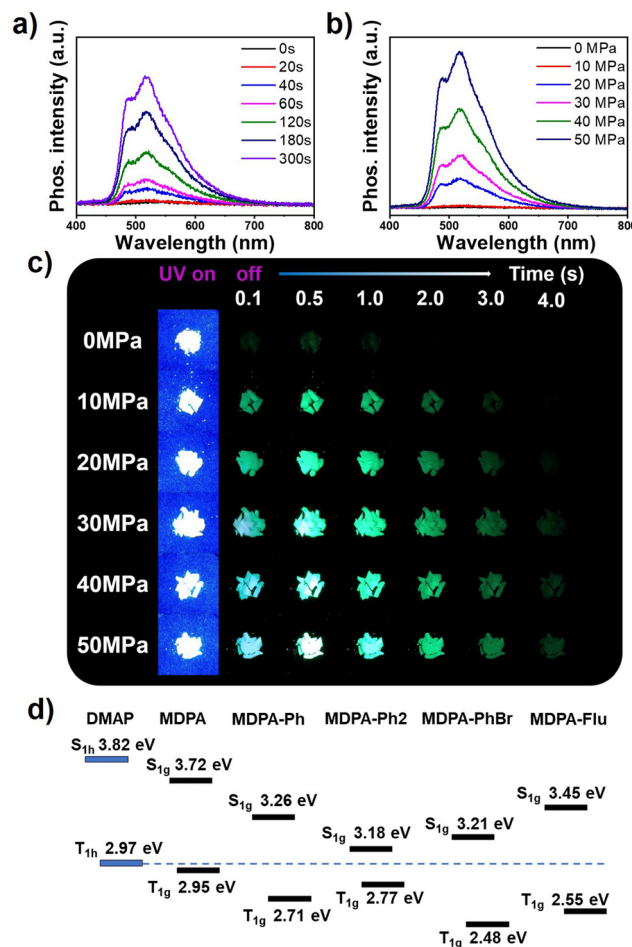 a)
Phos. intensity (a.u.)
0s
20s
40s
60s
120s
180s
300s
400 500 600 700 800
Wavelength (nm)
b)
Phos. intensity (a.u.)
0 MPa
10 MPa
20 MPa
30 MPa
40 MPa
50 MPa
400 500 600 700 800
Wavelength (nm)
c)
UV on off Time (s)
0.1 0.5 1.0 2.0 3.0 4.0
0MPa
10MPa
20MPa
30MPa
40MPa
50MPa
d)
DMAP MDPA MDPA-Ph MDPA-Ph2 MDPA-PhBr MDPA-Flu
S1h 3.82 eV
S1g 3.72 eV
S1g 3.26 eV
S1g 3.18 eV
S1g 3.21 eV
S1g 3.45 eV
T1h 2.97 eV
T1g 2.95 eV
T1g 2.71 eV
T1g 2.77 eV
T1g 2.48 eV
T1g 2.55 eV